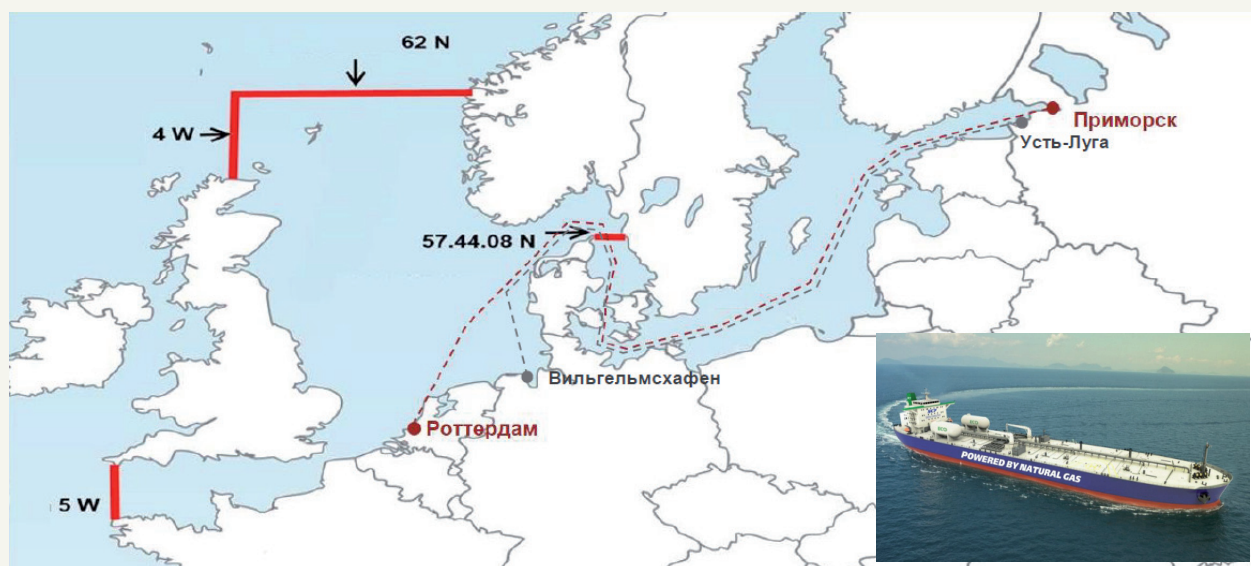 62 N
4 W
Приморск
Усть-Луга
57.44.08 N
Вильгельмсхафен
Роттердам
5 W
POWERED BY NATURAL GAS